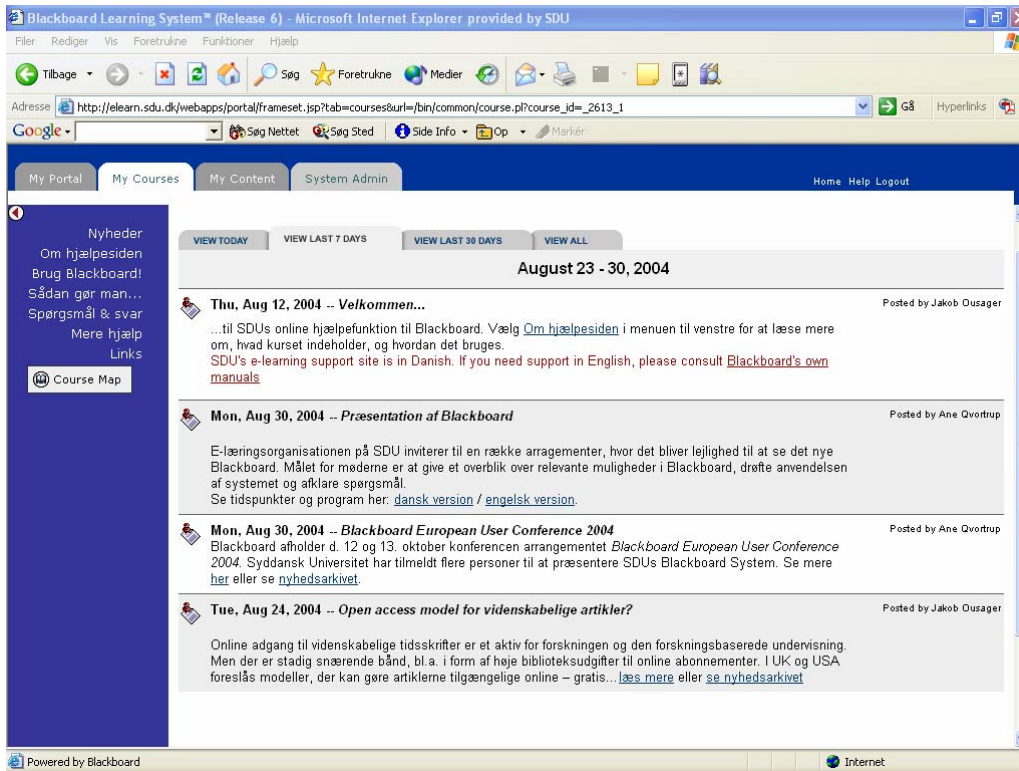 Blackboard Learning System™ (Release 6) - Microsoft Internet Explorer provided by SDU
Filer Rediger Vis Foretrukne Funktioner Hjælp
Tilbage Søg Foretrukne Medier
Adresse http://elearn.sdu.dk/webapps/portal/frameset.jsp?tab=courses&url=/bin/common/course.pl?course_id=_2613_1 Gå Hyperlinks
Google - Søg Nettet Søg Sted Side Info Op Markér
My Portal My Courses My Content System Admin
Home Help Logout
Nyheder
Om hjælpesiden
Brug Blackboard!
Sådan gør man...
Spørgsmål & svar
Mere hjælp
Links
Course Map
VIEW TODAY VIEW LAST 7 DAYS VIEW LAST 30 DAYS VIEW ALL
August 23 - 30, 2004
Thu, Aug 12, 2004 -- Velkommen... Posted by Jakob Ousager
...til SDUs online hjælpefunktion til Blackboard. Vælg Om hjælpesiden i menuen til venstre for at læse mere
om, hvad kurset indeholder, og hvordan det bruges.
SDU's e-learning support site is in Danish. If you need support in English, please consult Blackboard's own
manuals
Mon, Aug 30, 2004 -- Præsentation af Blackboard Posted by Ane Qvortrup
E-læringsorganisationen på SDU inviterer til en række arragementer, hvor det bliver lejlighed til at se det nye
Blackboard. Målet for møderne er at give et overblik over relevante muligheder i Blackboard, drøfte anvendelsen
af systemet og afklare spørgsmål.
Se tidspunkter og program her: dansk version / engelsk version.
Mon, Aug 30, 2004 -- Blackboard European User Conference 2004 Posted by Ane Qvortrup
Blackboard afholder d. 12 og 13. oktober konferencen arrangementet Blackboard European User Conference
2004. Syddansk Universitet har tilmeldt flere personer til at præsentere SDUs Blackboard System. Se mere
her eller se nyhedsarkivet.
Tue, Aug 24, 2004 -- Open access model for videnskabelige artikler? Posted by Jakob Ousager
Online adgang til videnskabelige tidsskrifter er et aktiv for forskningen og den forskningsbaserede undervisning.
Men der er stadig snærende bånd, bl.a. i form af høje biblioteksudgifter til online abonnementer. I UK og USA
foreslås modeller, der kan gøre artiklerne tilgængelige online – gratis...læs mere eller se nyhedsarkivet
Powered by Blackboard Internet